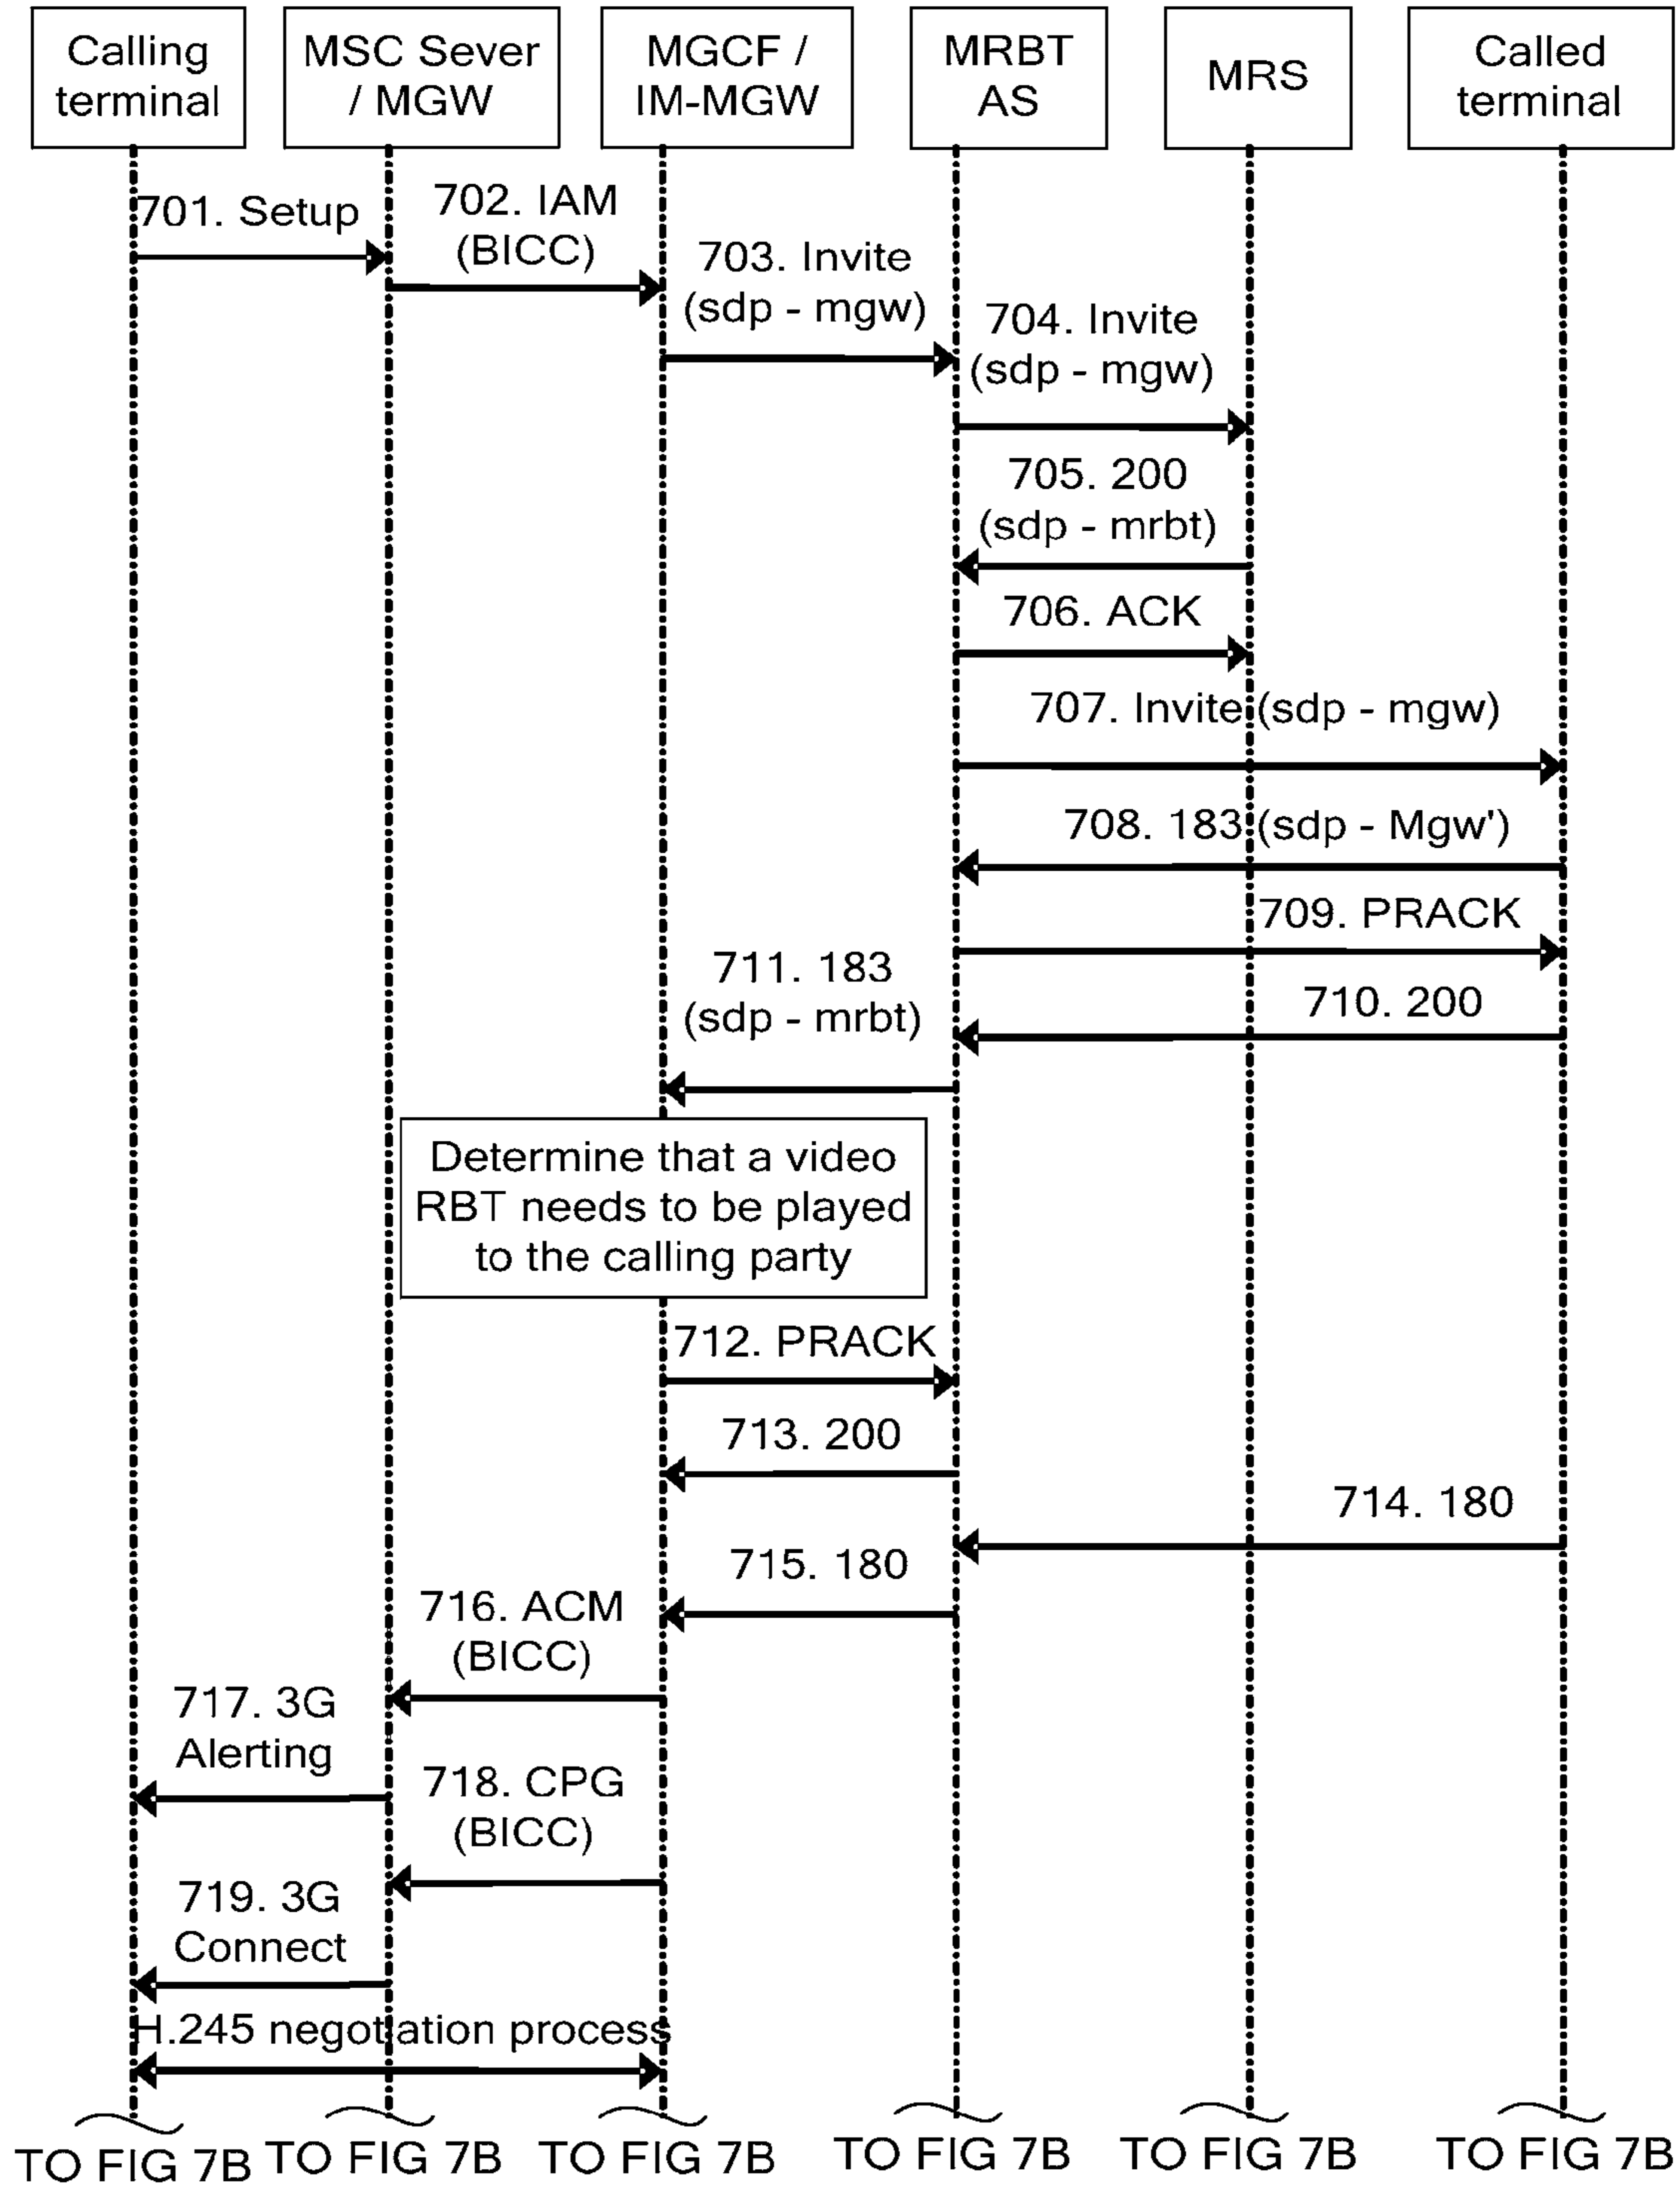 Calling
terminal
MSC Sever
/ MGW
MGCF /
IM-MGW
MRBT
AS
MRS
Called
terminal
701. Setup
702. IAM
(BICC)
703. Invite
(sdp - mgw)
704. Invite
(sdp - mgw)
705. 200
(sdp - mrbt)
706. ACK
707. Invite (sdp - mgw)
708. 183 (sdp - Mgw')
709. PRACK
710. 200
711. 183
(sdp - mrbt)
Determine that a video
RBT needs to be played
to the calling party
712. PRACK
713. 200
714. 180
715. 180
716. ACM
(BICC)
717. 3G
Alerting
718. CPG
(BICC)
719. 3G
Connect
H.245 negotiation process
TO FIG 7B
TO FIG 7B
TO FIG 7B
TO FIG 7B
TO FIG 7B
TO FIG 7B